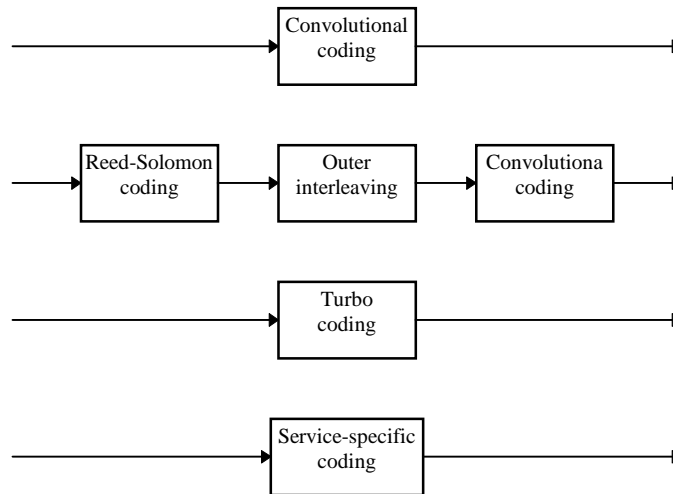 Convolutional
coding
Reed-Solomon
coding
Outer
interleaving
Convolutiona
coding
Turbo
coding
Service-specific
coding